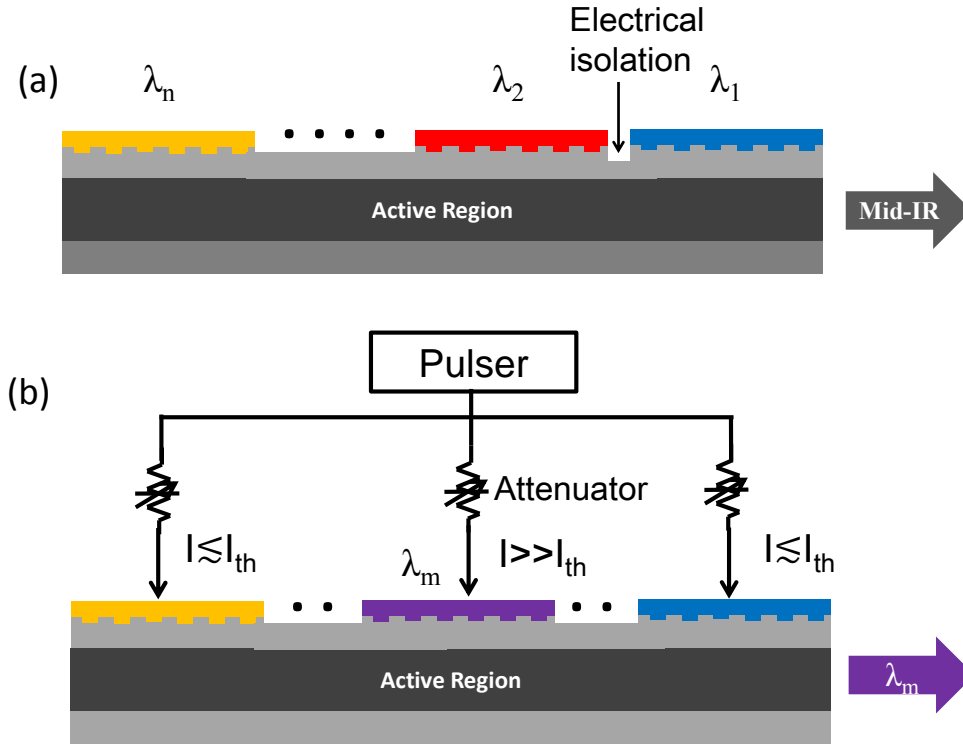 (a)
Electrical
isolation
λn
λ2
λ1
Active Region
Mid-IR
(b)
Pulser
Attenuator
I≲Ith
λm
I>>Ith
I≲Ith
Active Region
λm